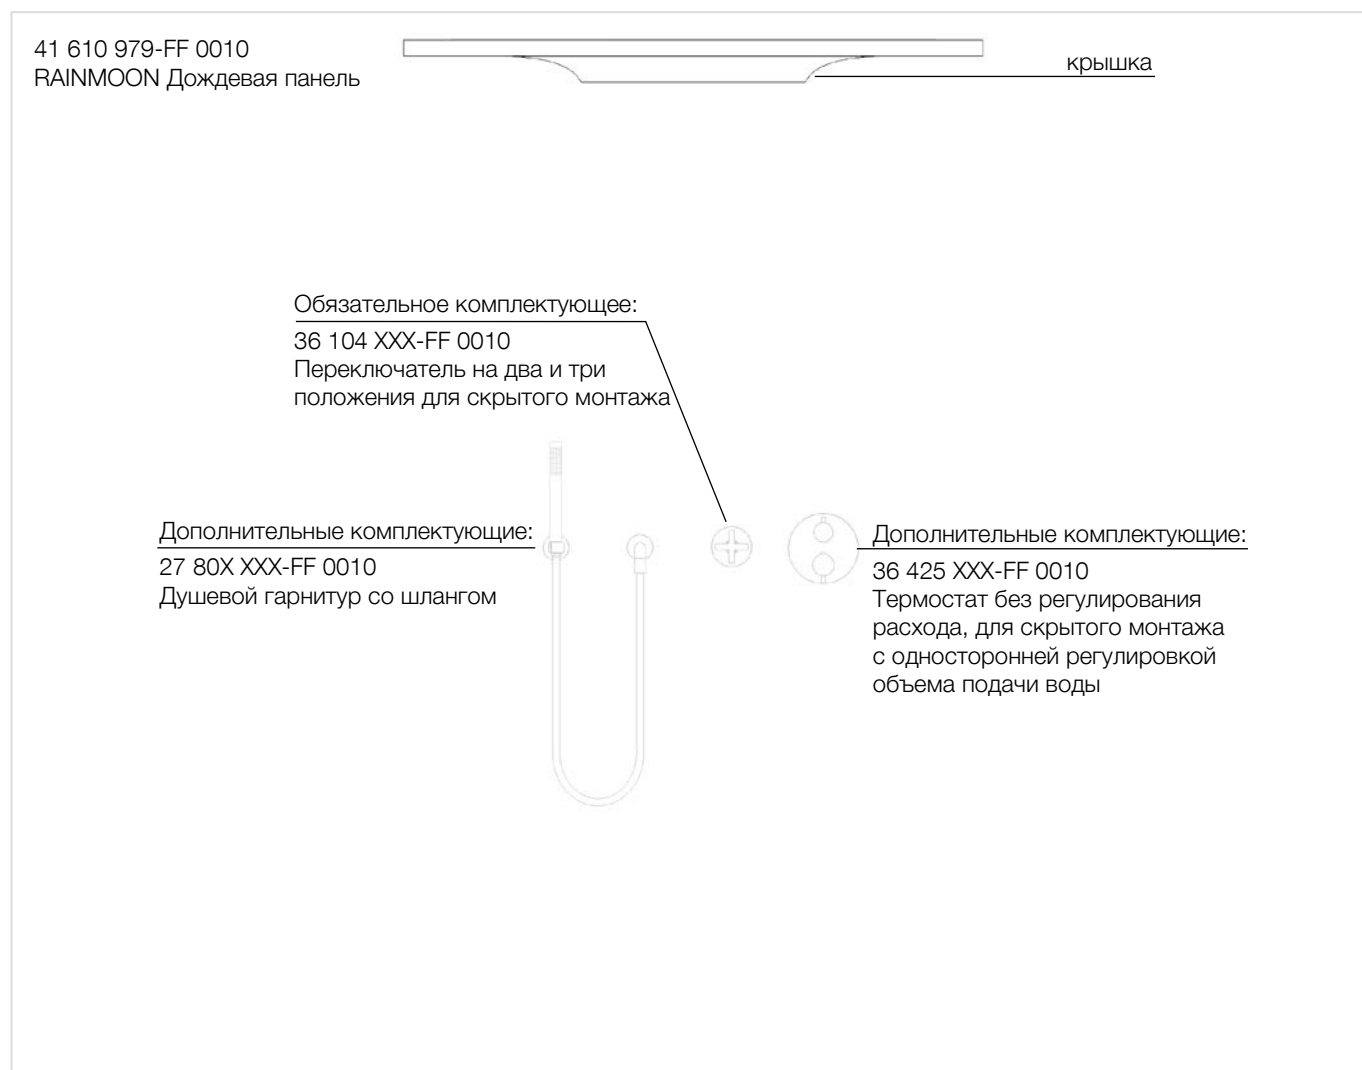 41 610 979-FF 0010
RAINMOON Дождевая панель
крышка
Обязательное комплектующее:
36 104 XXX-FF 0010
Переключатель на два и три
положения для скрытого монтажа
Дополнительные комплектующие:
27 80X XXX-FF 0010
Душевой гарнитур со шлангом
Дополнительные комплектующие:
36 425 XXX-FF 0010
Термостат без регулирования
расхода, для скрытого монтажа
с односторонней регулировкой
объема подачи воды